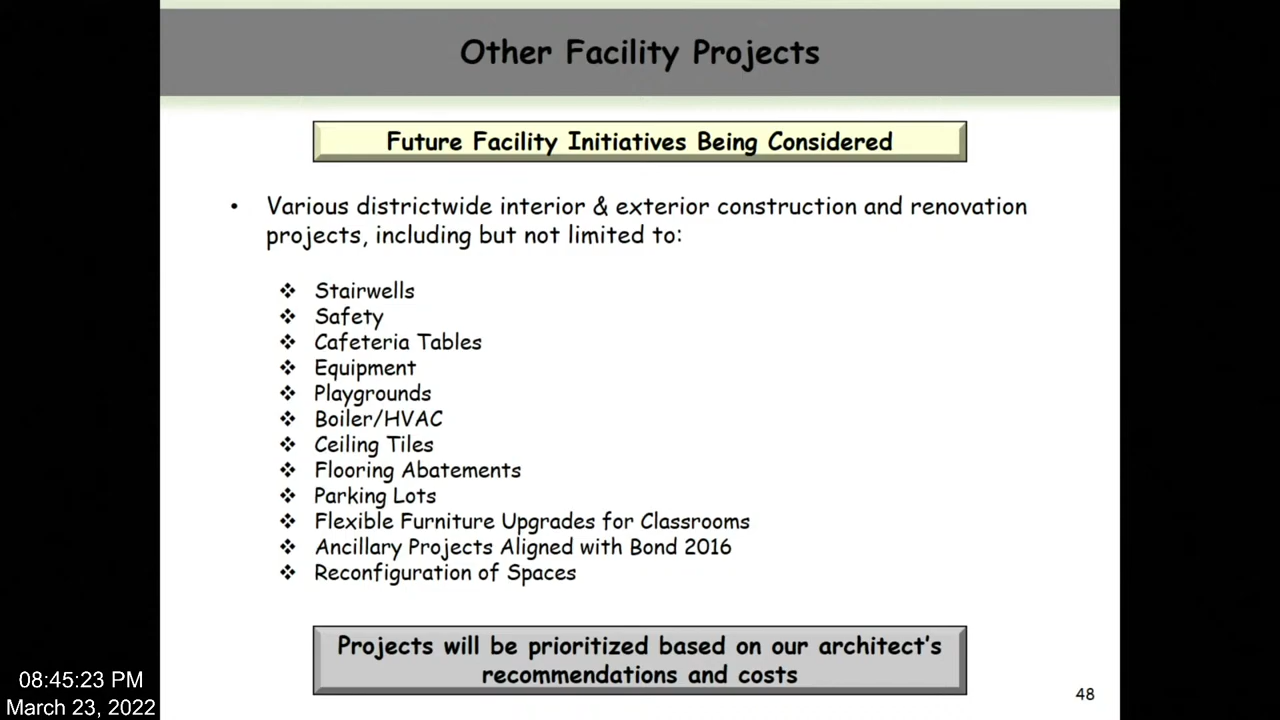 Other Facility Projects
Future Facility Initiatives Being Considered
• Various districtwide interior & exterior construction and renovation
projects, including but not limited to:
❖ Stairwells
❖ Safety
❖ Cafeteria Tables
❖ Equipment
❖ Playgrounds
❖ Boiler/HVAC
❖ Ceiling Tiles
❖ Flooring Abatements
❖ Parking Lots
❖ Flexible Furniture Upgrades for Classrooms
❖ Ancillary Projects Aligned with Bond 2016
❖ Reconfiguration of Spaces
Projects will be prioritized based on our architect's
recommendations and costs
48
08:45:23 PM
March 23, 2022